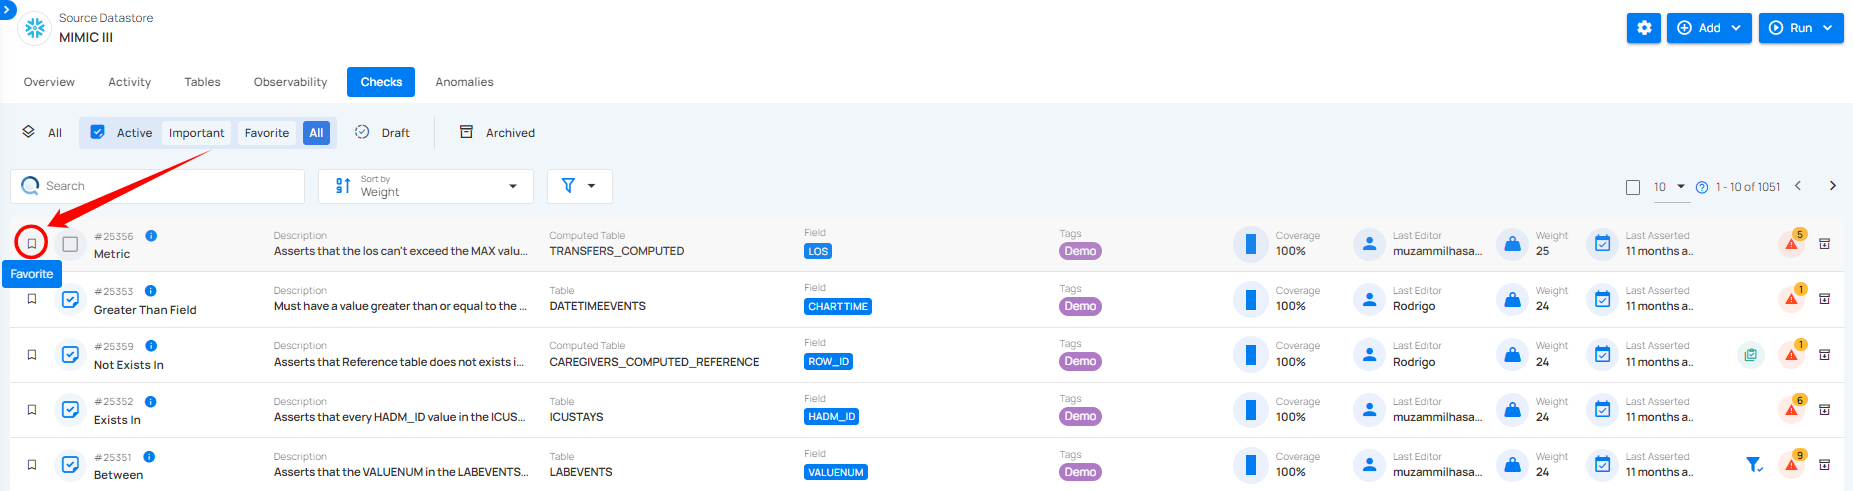 Source Datastore
MIMIC III
Add
Run
Overview Activity Tables Observability Checks Anomalies
All Active Important Favorite All Draft Archived
Search
Sort by
Weight
10 1 - 10 of 1051
#25356 Description Computed Table Field Tags Coverage Last Editor Weight Last Asserted 5
Metric Asserts that the los can't exceed the MAX valu... TRANSFERS_COMPUTED LOS Demo 100% muzammilhasa... 25 11 months a..
Favorite
#25353 Description Table Field Tags Coverage Last Editor Weight Last Asserted 1
Greater Than Field Must have a value greater than or equal to the ... DATETIMEEVENTS CHARTTIME Demo 100% Rodrigo 24 11 months a..
#25359 Description Computed Table Field Tags Coverage Last Editor Weight Last Asserted 1
Not Exists In Asserts that Reference table does not exists i... CAREGIVERS_COMPUTED_REFERENCE ROW_ID Demo 100% Rodrigo 24 11 months a..
#25352 Description Table Field Tags Coverage Last Editor Weight Last Asserted 6
Exists In Asserts that every HADM_ID value in the ICUS... ICUSTAYS HADM_ID Demo 100% muzammilhasa... 24 11 months a..
#25351 Description Table Field Tags Coverage Last Editor Weight Last Asserted 9
Between Asserts that the VALUENUM in the LABEVENTS... LABEVENTS VALUENUM Demo 100% muzammilhasa... 24 11 months a..